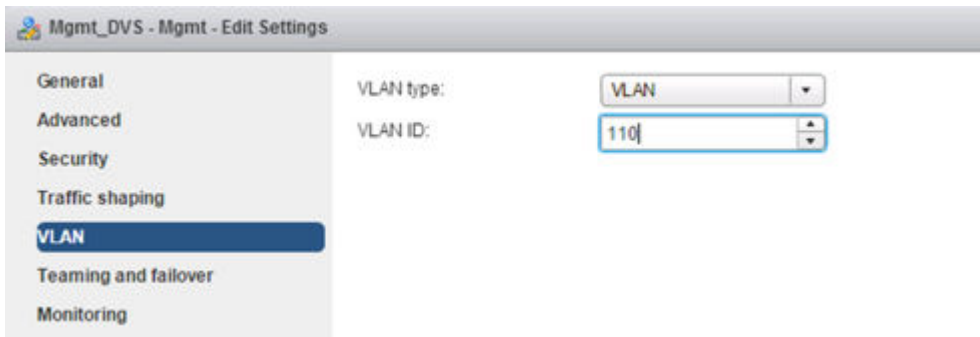 Mgmt_DVS - Mgmt - Edit Settings
General
Advanced
Security
Traffic shaping
VLAN
Teaming and failover
Monitoring
VLAN type: VLAN
VLAN ID: 110